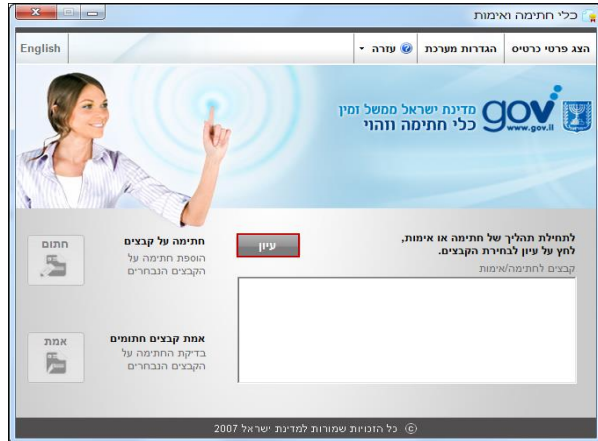 כלי חתימה ואימות
הצג פרטי כרטיס
הגדרות מערכת
עזרה
English
gov
www.gov.il
מדינת ישראל ממשל זמין
כלי חתימה וזהוי
לתחילת תהליך של חתימה או אימות,
לחץ על עיון לבחירת הקבצים.
קבצים לחתימה/אימות
עיון
חתימה על קבצים
הוספת חתימה על
הקבצים הנבחרים
חתום
אמת קבצים חתומים
בדיקת החתימה על
הקבצים הנבחרים
אמת
© כל הזכויות שמורות למדינת ישראל 2007